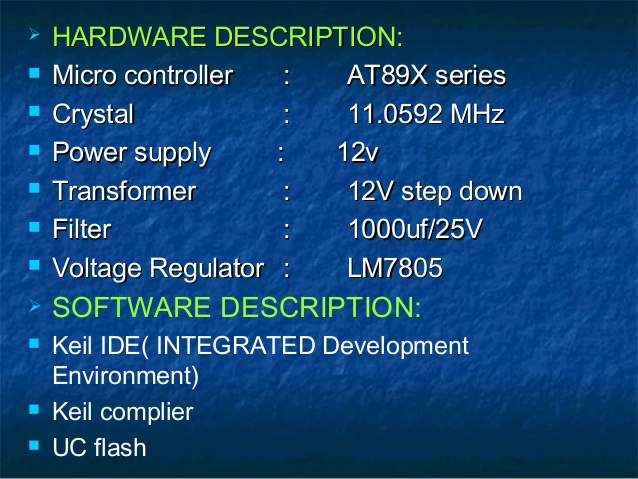 HARDWARE DESCRIPTION:
Micro controller : AT89X series
Crystal : 11.0592 MHz
Power supply : 12v
Transformer : 12V step down
Filter : 1000uf/25V
Voltage Regulator : LM7805
SOFTWARE DESCRIPTION:
Keil IDE( INTEGRATED Development
Environment)
Keil complier
UC flash